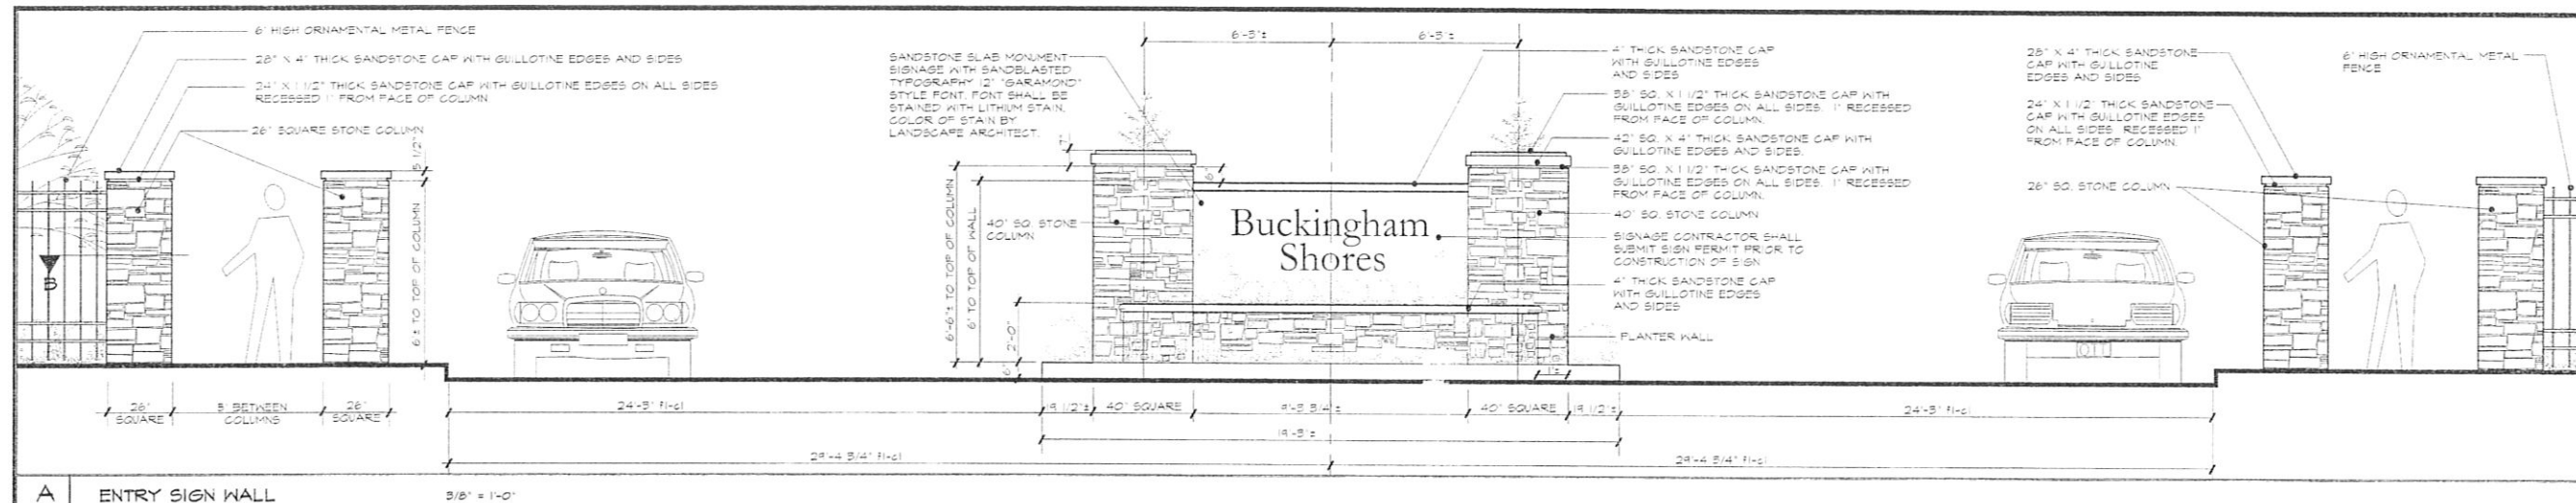 6' HIGH ORNAMENTAL METAL FENCE
28" X 4" THICK SANDSTONE CAP WITH GUILLOTINE EDGES AND SIDES
24" X 1 1/2" THICK SANDSTONE CAP WITH GUILLOTINE EDGES ON ALL SIDES
RECESSED 1" FROM FACE OF COLUMN
26" SQUARE STONE COLUMN
5 1/2"
6'± TO TOP OF COLUMN
B
SANDSTONE SLAB MONUMENT
SIGNAGE WITH SANDBLASTED
TYPOGRAPHY 12" "GARAMOND"
STYLE FONT. FONT SHALL BE
STAINED WITH LITHIUM STAIN.
COLOR OF STAIN BY
LANDSCAPE ARCHITECT.
7"
6'-3"±
6'-3"±
6"
6'-6"± TO TOP OF COLUMN
6' TO TOP OF WALL
40" SQ. STONE
COLUMN
2'-0"
6"
Buckingham
Shores
4" THICK SANDSTONE CAP
WITH GUILLOTINE EDGES
AND SIDES
38" SQ. X 1 1/2" THICK SANDSTONE CAP WITH
GUILLOTINE EDGES ON ALL SIDES. 1" RECESSED
FROM FACE OF COLUMN.
42" SQ. X 4" THICK SANDSTONE CAP WITH
GUILLOTINE EDGES AND SIDES.
38" SQ. X 1 1/2" THICK SANDSTONE CAP WITH
GUILLOTINE EDGES ON ALL SIDES. 1" RECESSED
FROM FACE OF COLUMN.
40" SQ. STONE COLUMN
SIGNAGE CONTRACTOR SHALL
SUBMIT SIGN PERMIT PRIOR TO
CONSTRUCTION OF SIGN
4" THICK SANDSTONE CAP
WITH GUILLOTINE EDGES
AND SIDES
PLANTER WALL
1'±
28" X 4" THICK SANDSTONE
CAP WITH GUILLOTINE
EDGES AND SIDES
24" X 1 1/2" THICK SANDSTONE
CAP WITH GUILLOTINE EDGES
ON ALL SIDES. RECESSED 1"
FROM FACE OF COLUMN.
26" SQ. STONE COLUMN
6' HIGH ORNAMENTAL METAL
FENCE
26"
SQUARE
5' BETWEEN
COLUMNS
26"
SQUARE
24'-3" fl-cl
19 1/2"±
40" SQUARE
9'-3 3/4"±
40" SQUARE
19 1/2"±
24'-3" fl-cl
19'-3"±
29'-4 3/4" fl-cl
29'-4 3/4" fl-cl
A
ENTRY SIGN WALL
3/8" = 1'-0"